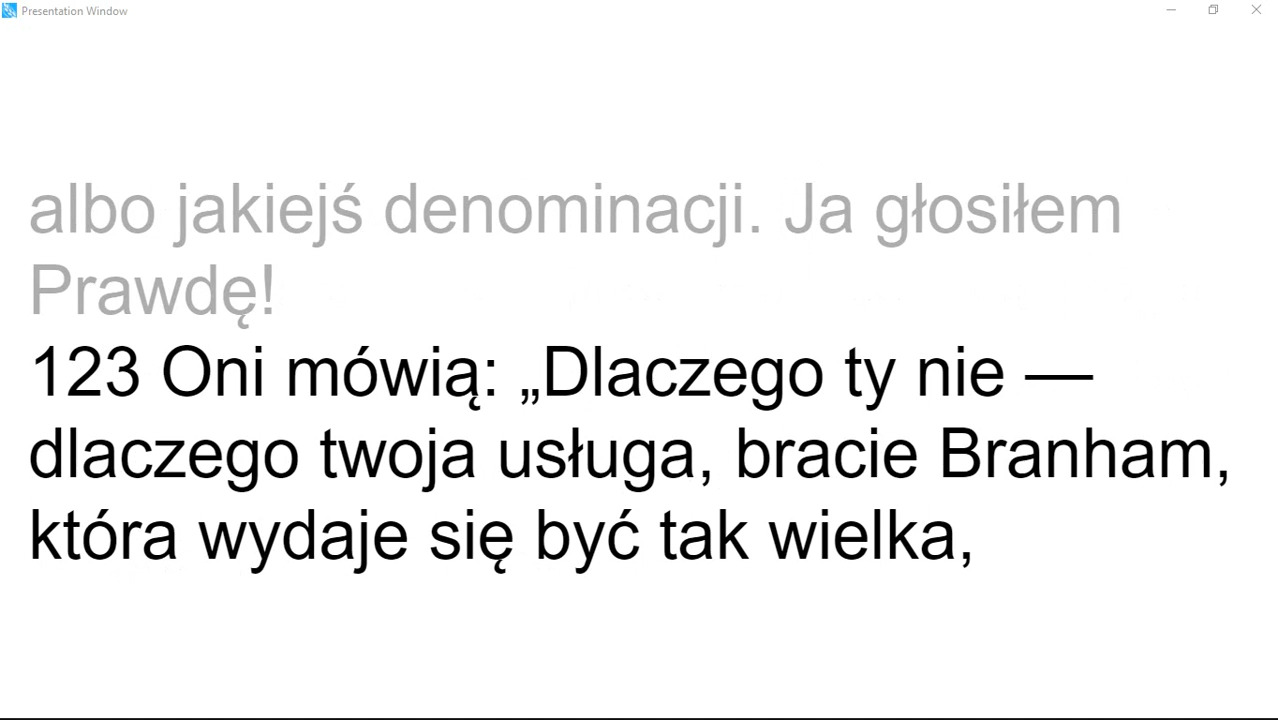 Presentation Window
albo jakiejś denominacji. Ja głosiłem
Prawdę!
123 Oni mówią: „Dlaczego ty nie —
dlaczego twoja usługa, bracie Branham,
która wydaje się być tak wielka,